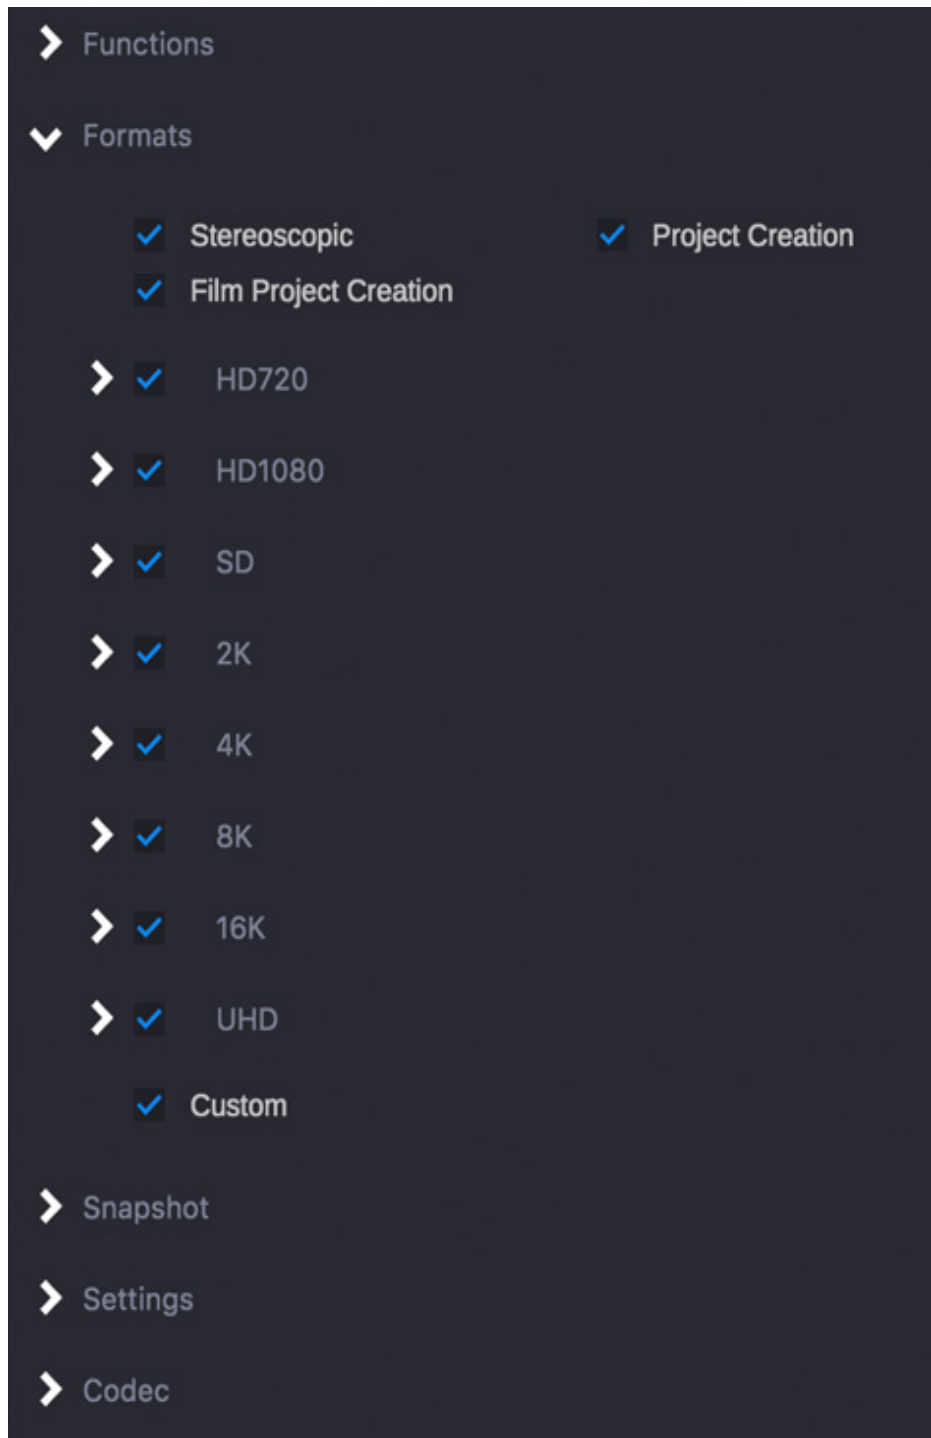 Functions
Formats
Stereoscopic Project Creation
Film Project Creation
HD720
HD1080
SD
2K
4K
8K
16K
UHD
Custom
Snapshot
Settings
Codec